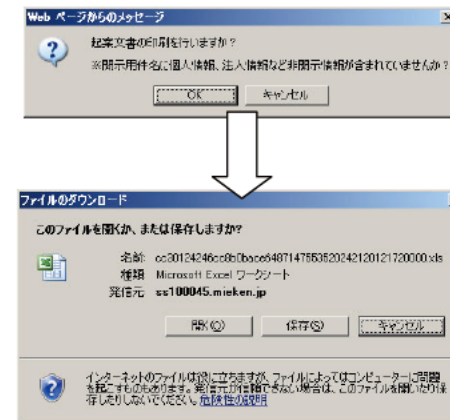 Web ページからのメッセージ
起案文書の印刷を行いますか?
※開示用件名に個人情報、法人情報など非開示情報が含まれていませんか?
OK
キャンセル
ファイルのダウンロード
このファイルを開くか、または保存しますか?
名前:
種類: Microsoft Excel ワークシート
発信元: ss100045.mieken.jp
開く(O)
保存(S)
キャンセル
インターネットのファイルは役に立ちますが、ファイルによってはコンピューターに問題
を起こすものもあります。発信元が信頼できない場合は、このファイルを開いたり保
存したりしないでください。危険性の説明